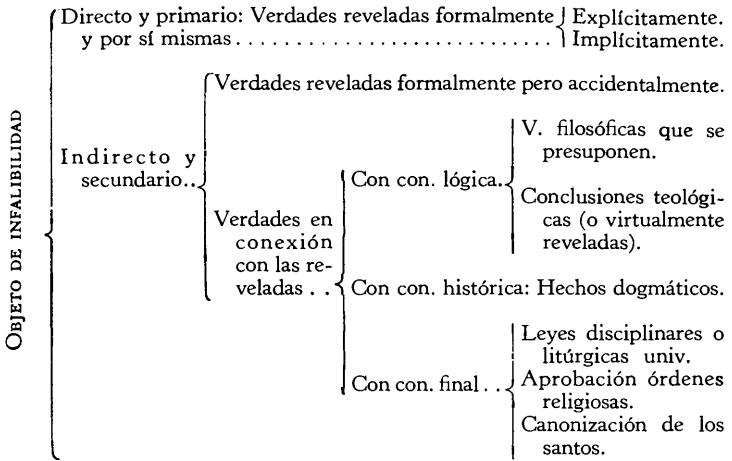 OBJETO DE INFALIBILIDAD
Directo y primario: Verdades reveladas formalmente
y por sí mismas . . . . . . . . . . . . . . . . . . . . . . . . . . . .
Explícitamente.
Implícitamente.
Indirecto y
secundario..
Verdades reveladas formalmente pero accidentalmente.
Verdades en
conexión
con las re-
veladas . .
Con con. lógica.
V. filosóficas que se
presuponen.
Conclusiones teológi-
cas (o virtualmente
reveladas).
Con con. histórica: Hechos dogmáticos.
Con con. final . .
Leyes disciplinares o
litúrgicas univ.
Aprobación órdenes
religiosas.
Canonización de los
santos.